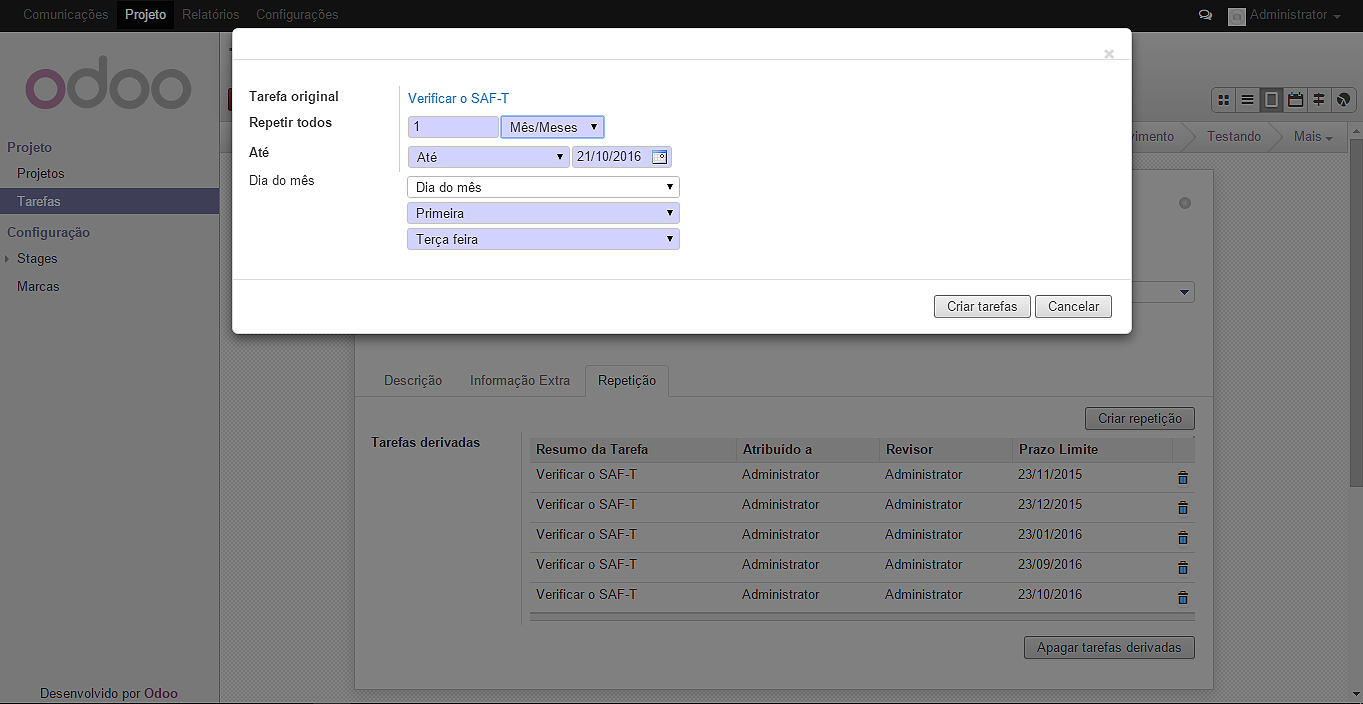 Comunicações Projeto Relatórios Configurações Administrator
odoo
Projeto
Projetos
Tarefas
Configuração
Stages
Marcas
Desenvolvido por Odoo
×
Tarefa original Verificar o SAF-T
Repetir todos 1 Mês/Meses
Até Até 21/10/2016
Dia do mês Dia do mês
Primeira
Terça feira
Criar tarefas Cancelar
Testando Mais
Descrição Informação Extra Repetição
Criar repetição
Tarefas derivadas
Resumo da Tarefa Atribuído a Revisor Prazo Limite
Verificar o SAF-T Administrator Administrator 23/11/2015
Verificar o SAF-T Administrator Administrator 23/12/2015
Verificar o SAF-T Administrator Administrator 23/01/2016
Verificar o SAF-T Administrator Administrator 23/09/2016
Verificar o SAF-T Administrator Administrator 23/10/2016
Apagar tarefas derivadas